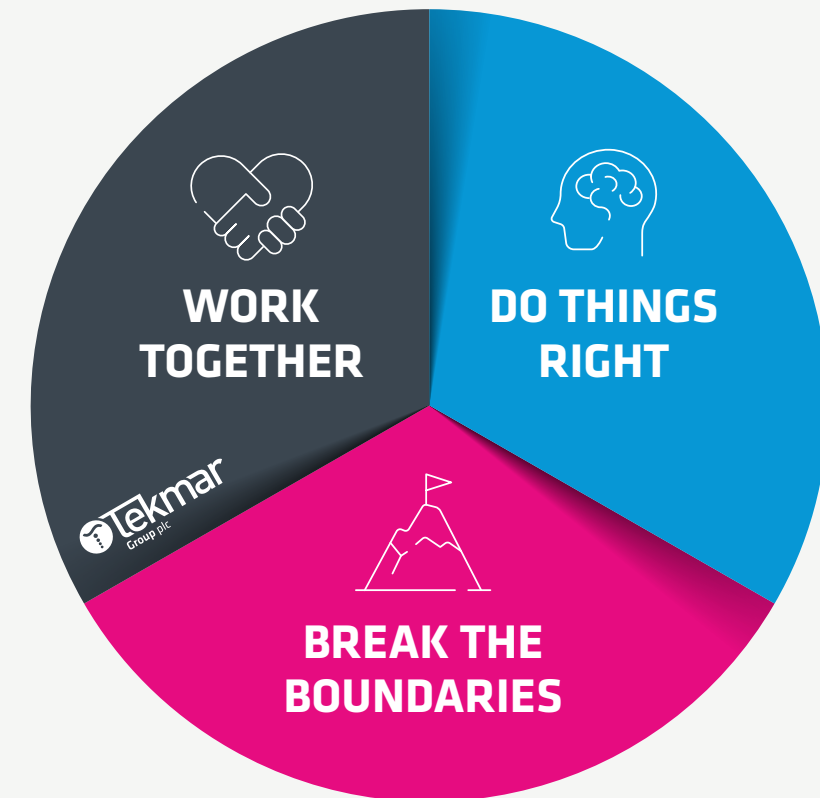 WORK
TOGETHER
DO THINGS
RIGHT
Tekmar
Group plc
BREAK THE
BOUNDARIES